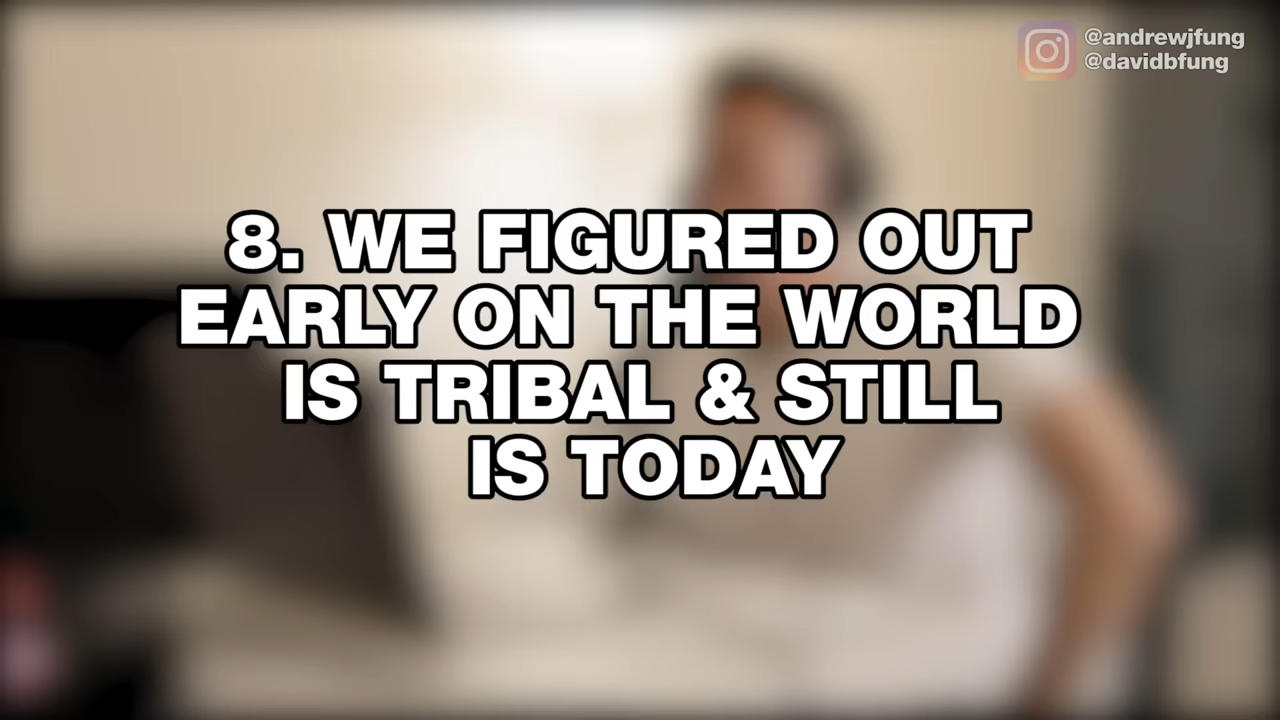 @andrewjfung
@davidbfung
8. WE FIGURED OUT
EARLY ON THE WORLD
IS TRIBAL & STILL
IS TODAY